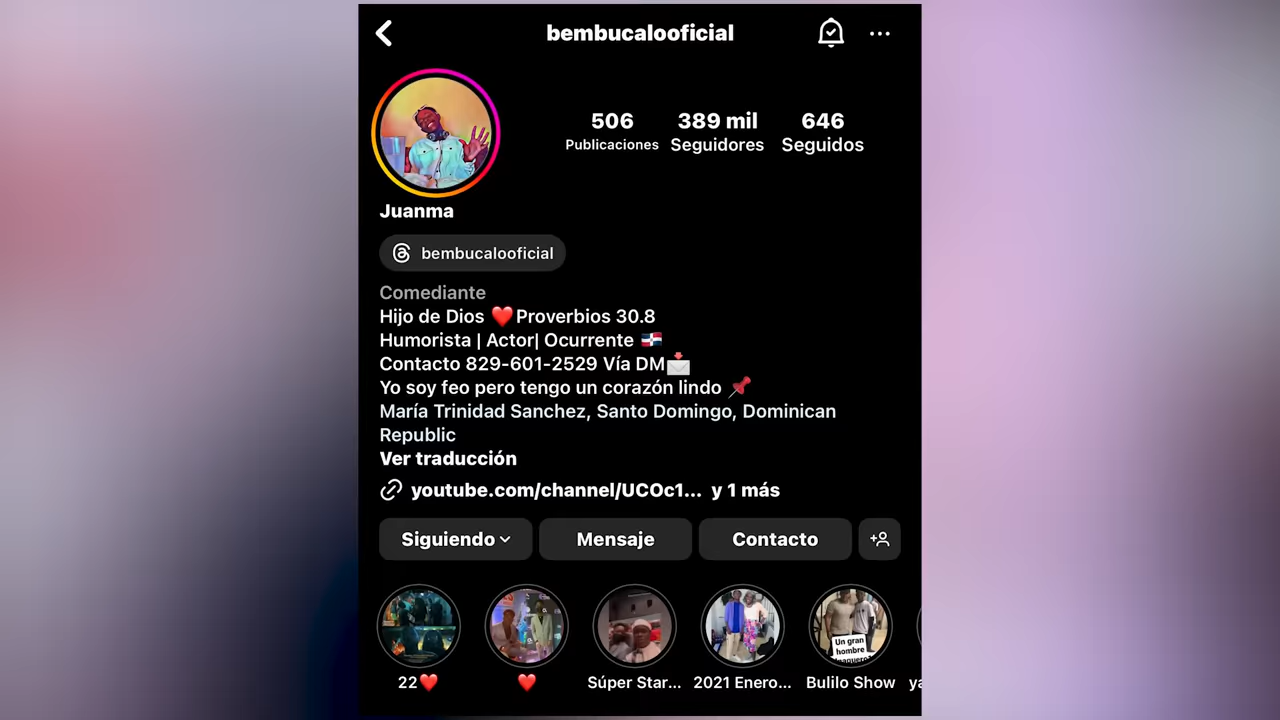 bembucalooficial
506
389 mil
646
Publicaciones
Seguidores
Seguidos
Juanma
bembucalooficial
Comediante
Hijo de Dios ❤️Proverbios 30.8
Humorista | Actor| Ocurrente 🇩🇴
Contacto 829-601-2529 Vía DM📩
Yo soy feo pero tengo un corazón lindo 📌
María Trinidad Sanchez, Santo Domingo, Dominican
Republic
Ver traducción
youtube.com/channel/UCOc1... y 1 más
Siguiendo
Mensaje
Contacto
Un gran
hombre
22❤️
❤️
Súper Star...
2021 Enero...
Bulilo Show